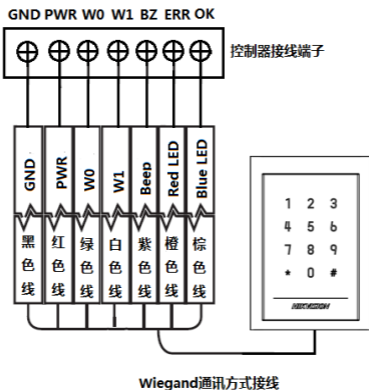 GND PWR W0 W1 BZ ERR OK
控制器接线端子
GND
PWR
W0
W1
Beep
Red LED
Blue LED
黑色线
红色线
绿色线
白色线
紫色线
橙色线
棕色线
1 2 3
4 5 6
7 8 9
* 0 #
HIKVISION
Wiegand通讯方式接线